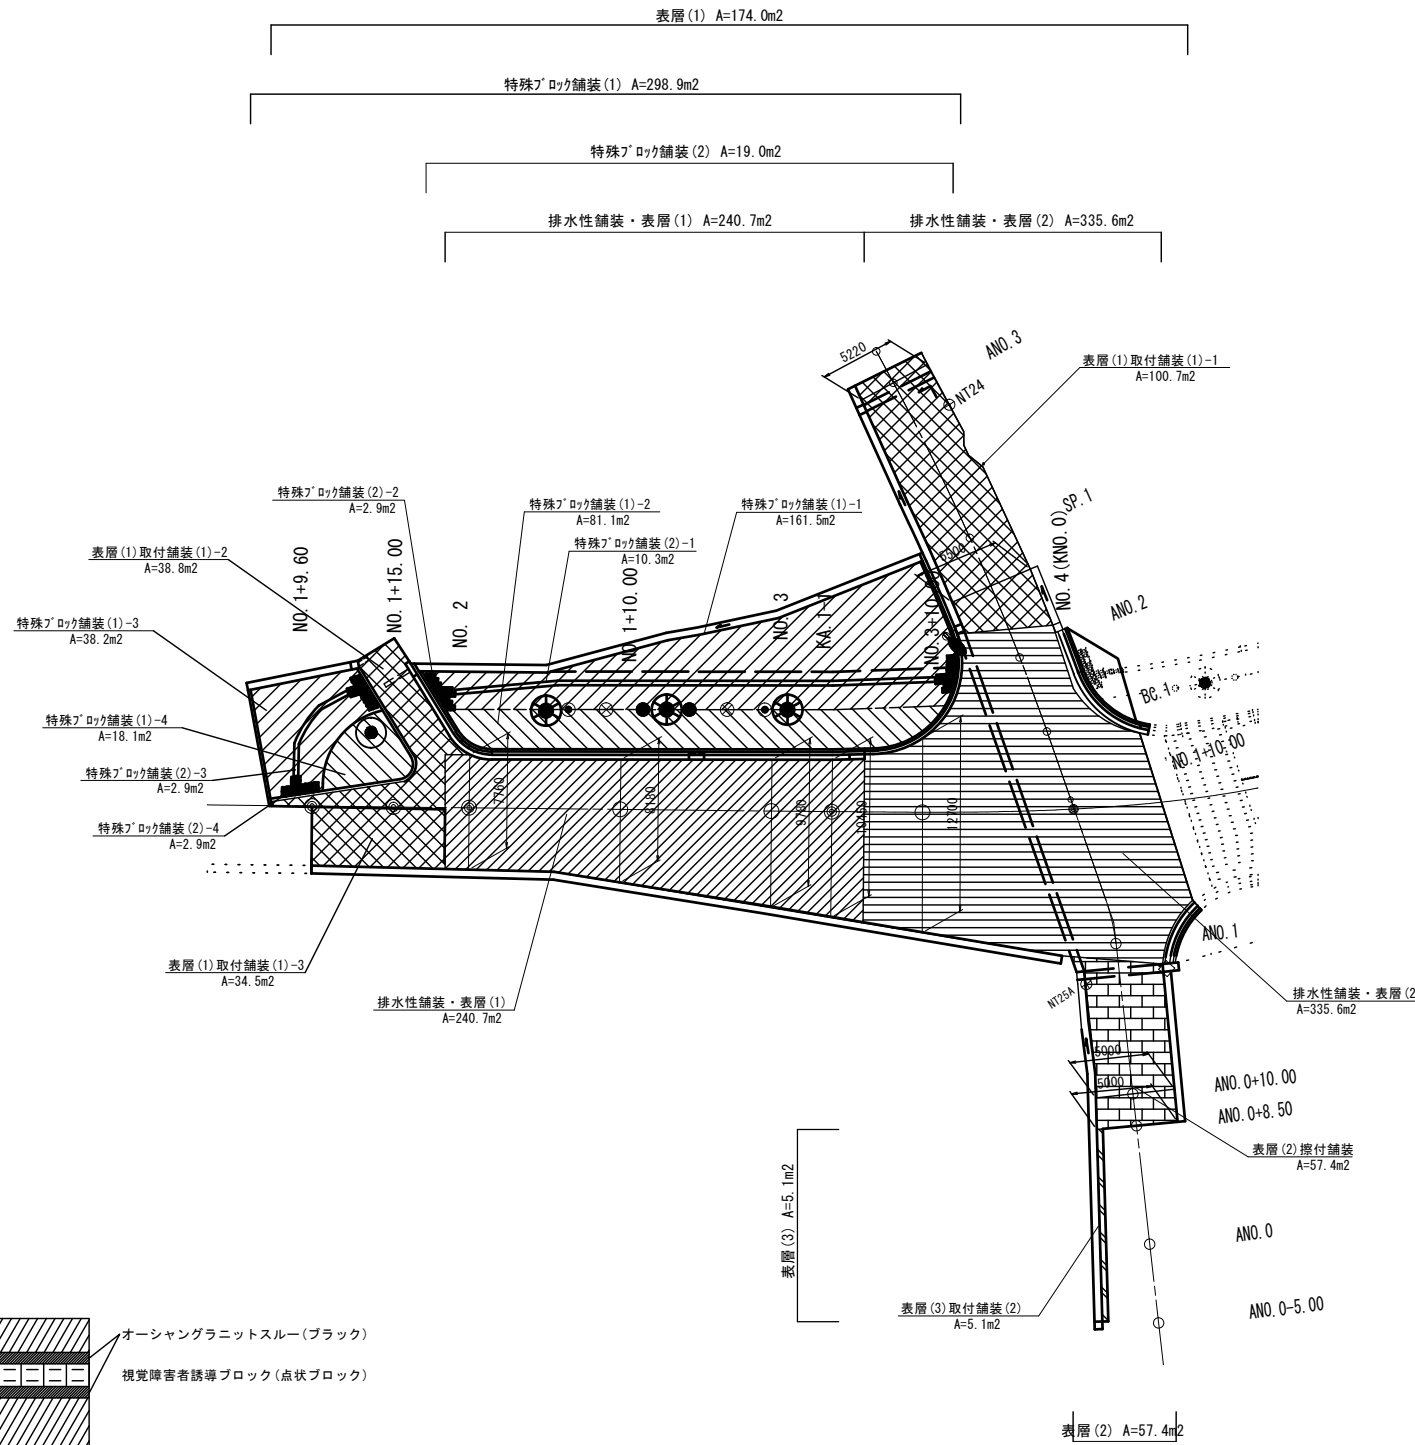 表層(1) A=174.0m2
特殊ブロック舗装(1) A=298.9m2
特殊ブロック舗装(2) A=19.0m2
排水性舗装・表層(1) A=240.7m2
排水性舗装・表層(2) A=335.6m2
5220
ANO.3
NT24
表層(1)取付舗装(1)-1
A=100.7m2
特殊ブロック舗装(2)-2
A=2.9m2
特殊ブロック舗装(1)-2
A=81.1m2
特殊ブロック舗装(1)-1
A=161.5m2
SP.1
表層(1)取付舗装(1)-2
A=38.8m2
特殊ブロック舗装(2)-1
A=10.3m2
NO.1+9.60
NO.1+15.00
NO. 2
NO.1+10.00
NO.3
KA.1-1
6500
NO.4(KNO.0)
ANO.2
特殊ブロック舗装(1)-3
A=38.2m2
特殊ブロック舗装(1)-4
A=18.1m2
BC.1
NO.1+10.00
特殊ブロック舗装(2)-3
A=2.9m2
7760
8180
9780
10450
12700
特殊ブロック舗装(2)-4
A=2.9m2
ANO.1
表層(1)取付舗装(1)-3
A=34.5m2
排水性舗装・表層(1)
A=240.7m2
NT25A
排水性舗装・表層(2
A=335.6m2
5000
5000
ANO.0+10.00
ANO.0+8.50
表層(2)擦付舗装
A=57.4m2
表層(3) A=5.1m2
ANO.0
表層(3)取付舗装(2)
A=5.1m2
ANO.0-5.00
オーシャングラニットスルー(ブラック)
視覚障害者誘導ブロック(点状ブロック)
表層(2) A=57.4m2